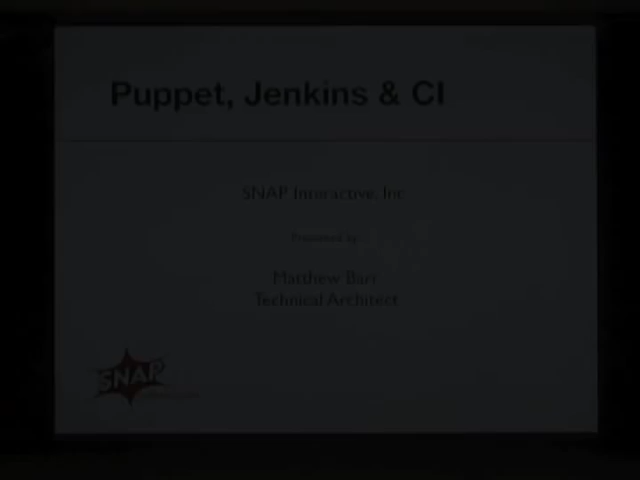 Puppet, Jenkins & CI
SNAP Interactive, Inc
Presented by
Matthew Barr
Technical Architect
SNAP